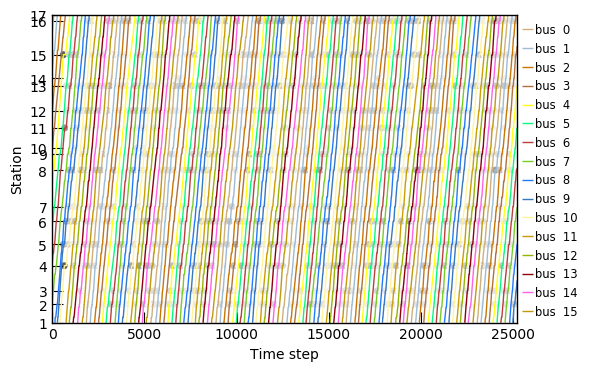 17
16
15
14
13
12
11
10
9
8
7
6
5
4
3
2
1
Station
0 5000 10000 15000 20000 25000
Time step
bus 0
bus 1
bus 2
bus 3
bus 4
bus 5
bus 6
bus 7
bus 8
bus 9
bus 10
bus 11
bus 12
bus 13
bus 14
bus 15